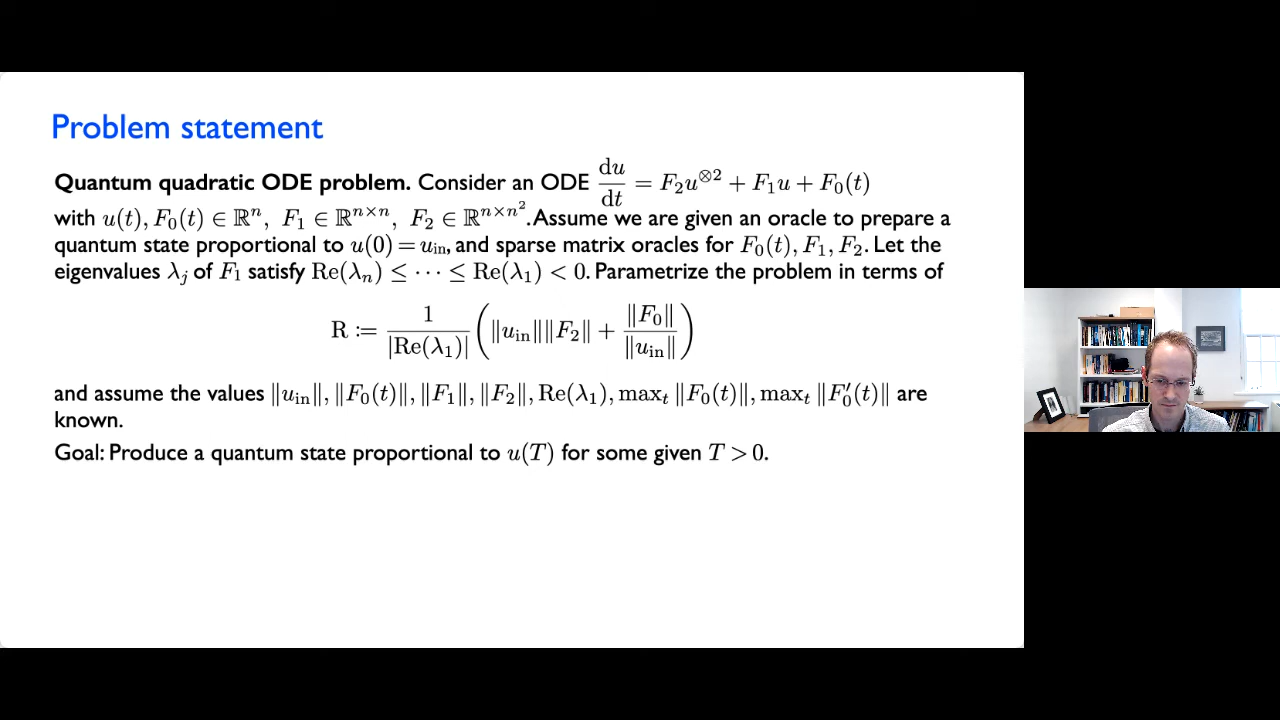 Problem statement
Quantum quadratic ODE problem. Consider an ODE du/dt = F₂u^⊗2 + F₁u + F₀(t)
with u(t), F₀(t) ∈ ℝⁿ, F₁ ∈ ℝⁿˣⁿ, F₂ ∈ ℝ^{n×n²}. Assume we are given an oracle to prepare a
quantum state proportional to u(0) = u_in, and sparse matrix oracles for F₀(t), F₁, F₂. Let the
eigenvalues λⱼ of F₁ satisfy Re(λₙ) ≤ ⋯ ≤ Re(λ₁) < 0. Parametrize the problem in terms of
R := 1/|Re(λ₁)| (‖u_in‖‖F₂‖ + ‖F₀‖/‖u_in‖)
and assume the values ‖u_in‖, ‖F₀(t)‖, ‖F₁‖, ‖F₂‖, Re(λ₁), max_t ‖F₀(t)‖, max_t ‖F₀′(t)‖ are
known.
Goal: Produce a quantum state proportional to u(T) for some given T > 0.